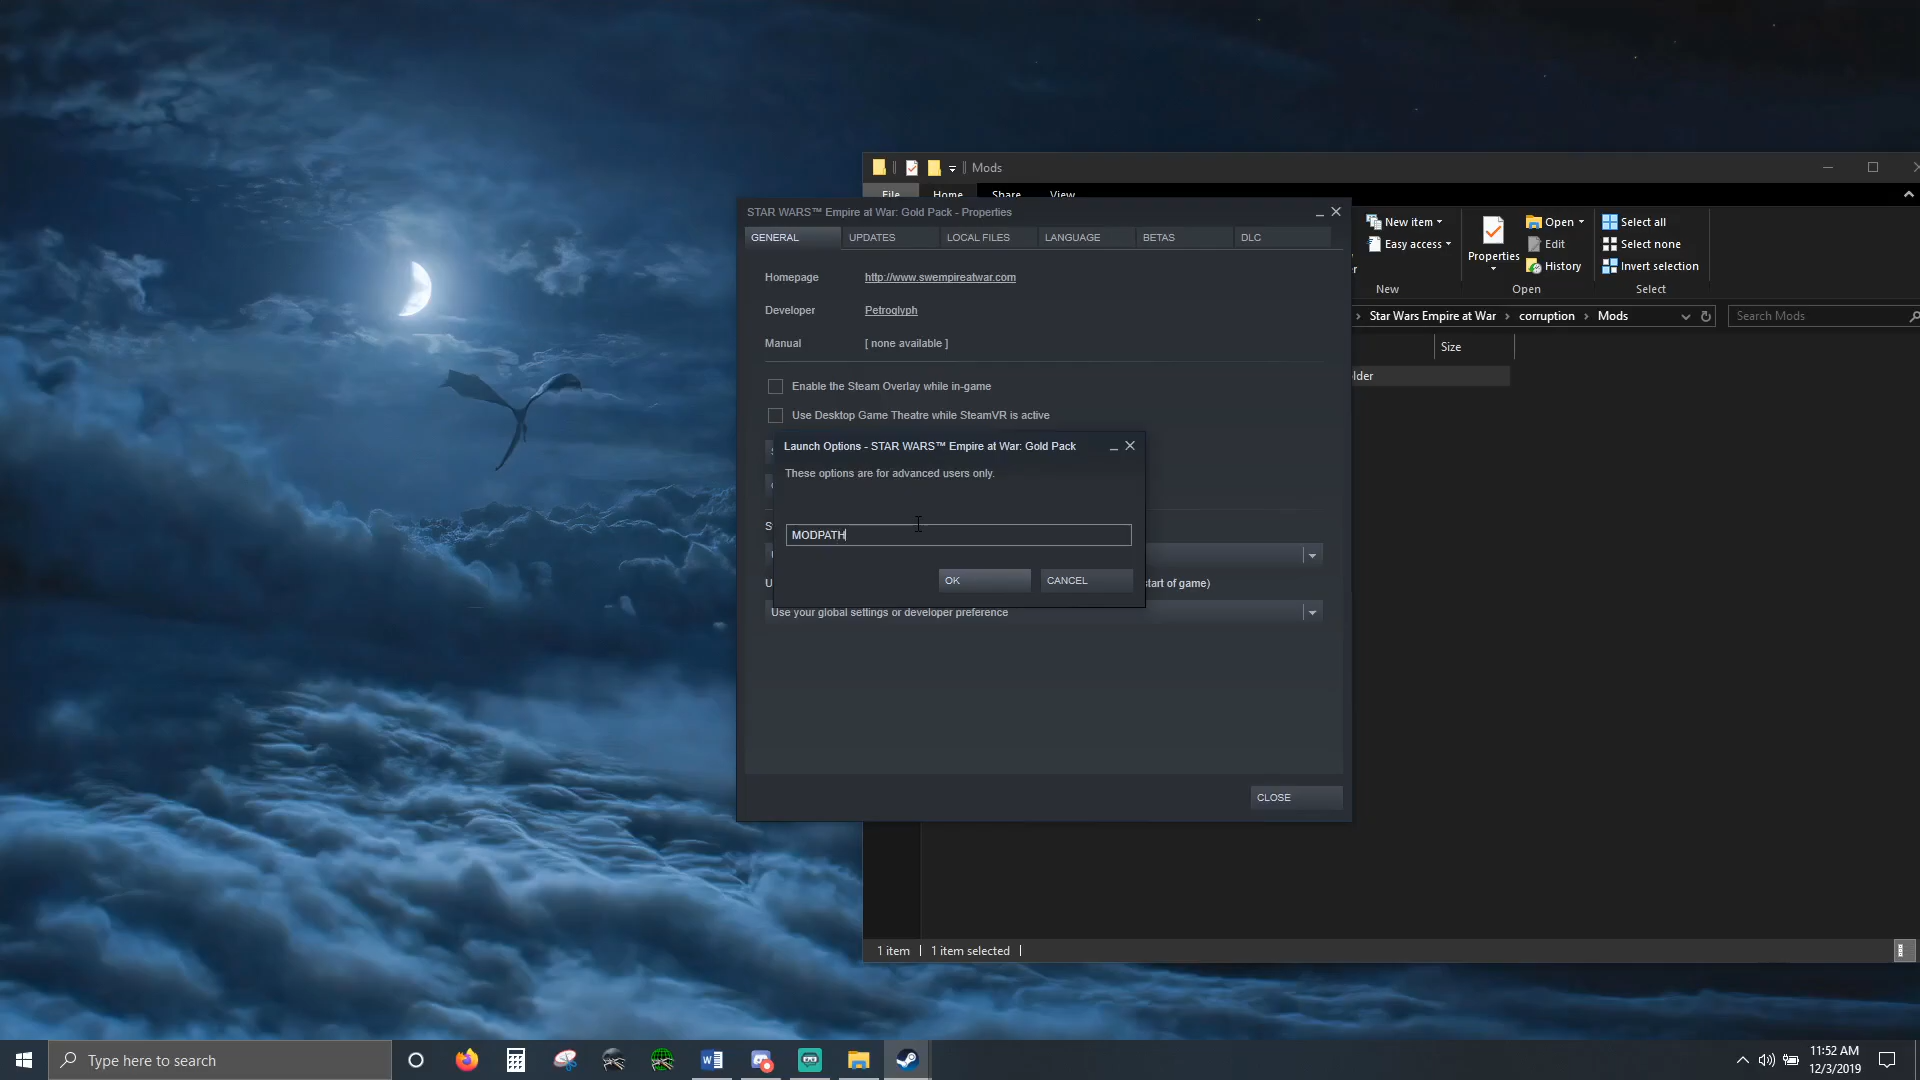 Mods
File Home Share View
STAR WARS™ Empire at War: Gold Pack - Properties
GENERAL UPDATES LOCAL FILES LANGUAGE BETAS DLC
Homepage http://www.swempireatwar.com
Developer Petroglyph
Manual [ none available ]
Enable the Steam Overlay while in-game
Use Desktop Game Theatre while SteamVR is active
Launch Options - STAR WARS™ Empire at War: Gold Pack
These options are for advanced users only.
MODPATH
OK CANCEL
tart of game)
Use your global settings or developer preference
CLOSE
New item Open Select all
Easy access Properties Edit Select none
History Invert selection
New Open Select
Star Wars Empire at War > corruption > Mods Search Mods
Size
lder
1 item 1 item selected
Type here to search
11:52 AM
12/3/2019